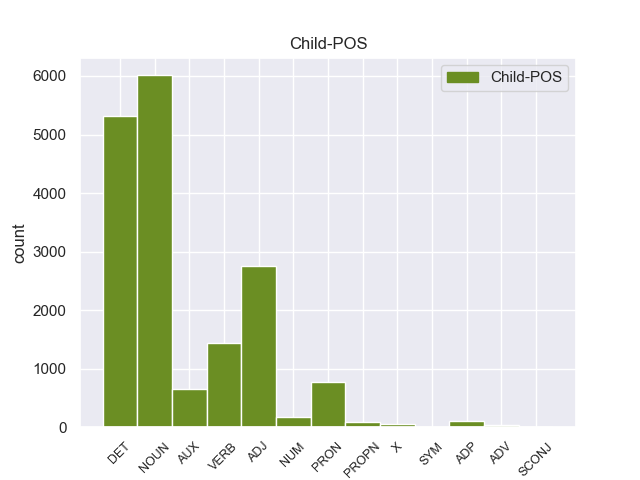 Child-POS
Child-POS
count
6000
5000
4000
3000
2000
1000
0
DET NOUN AUX VERB ADJ NUM PRON PROPN X SYM ADP ADV SCONJ